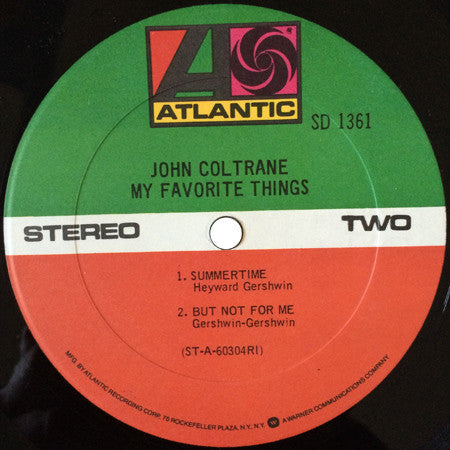 ATLANTIC
SD 1361
JOHN COLTRANE
MY FAVORITE THINGS
STEREO
TWO
1. SUMMERTIME
Heyward Gershwin
2. BUT NOT FOR ME
Gershwin-Gershwin
(ST-A-60304RI)
MFG. BY ATLANTIC RECORDING CORP. 75 ROCKEFELLER PLAZA, N.Y., N.Y. A WARNER COMMUNICATIONS COMPANY